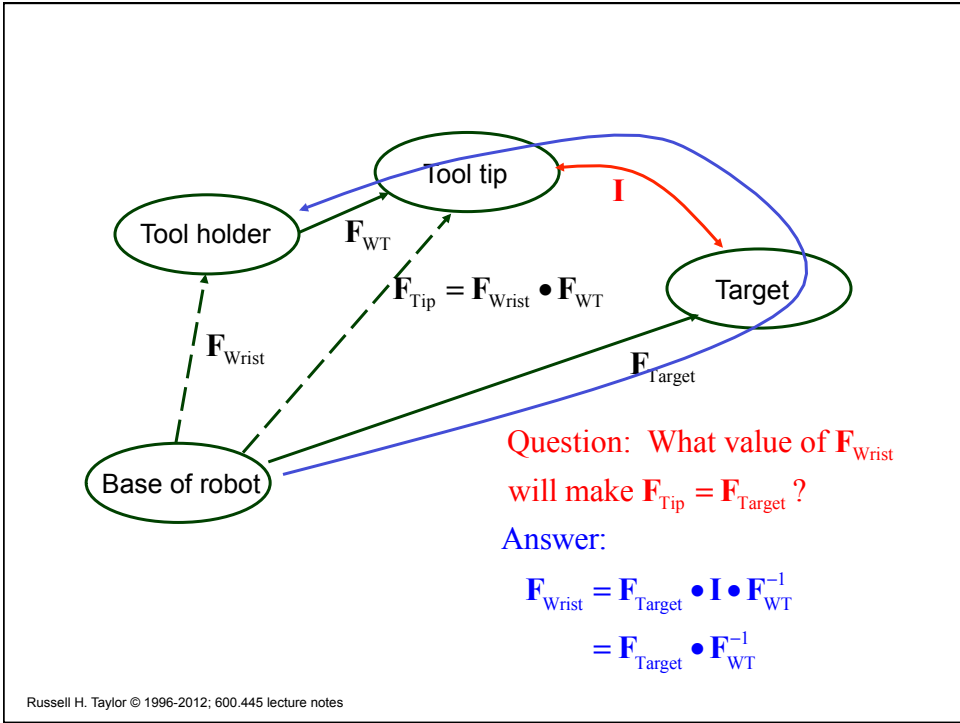 Tool tip
I
Tool holder
F_WT
F_Tip = F_Wrist • F_WT
Target
F_Wrist
F_Target
Base of robot
Question: What value of F_Wrist
will make F_Tip = F_Target ?
Answer:
F_Wrist = F_Target • I • F_WT^−1
= F_Target • F_WT^−1
Russell H. Taylor © 1996-2012; 600.445 lecture notes